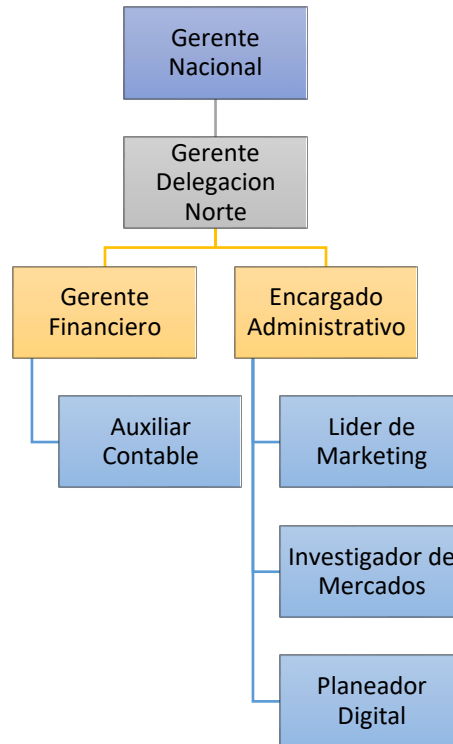 Gerente
Nacional
Gerente
Delegacion
Norte
Gerente
Financiero
Encargado
Administrativo
Auxiliar
Contable
Lider de
Marketing
Investigador de
Mercados
Planeador
Digital